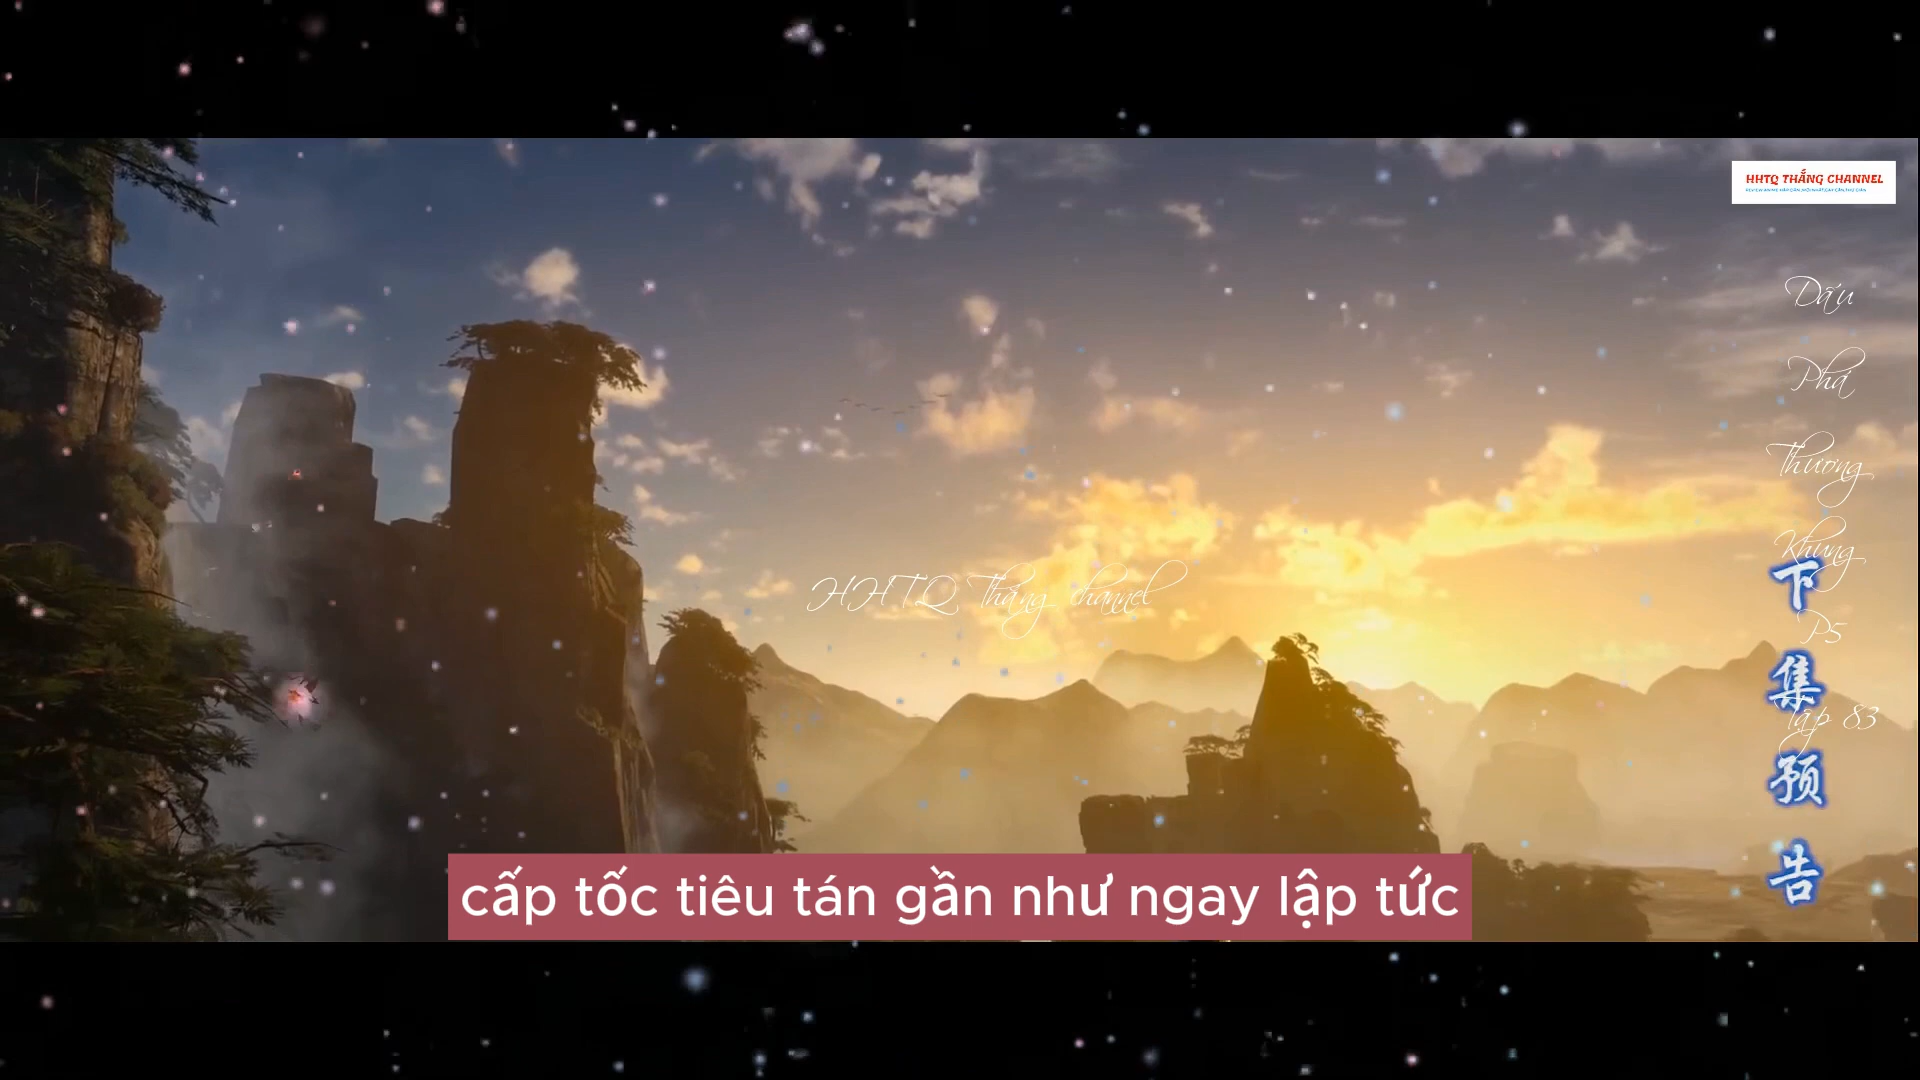 HHTQ THẮNG CHANNEL
Dấu
Phá
Thương
Khung
P5
Tập 83
下
集
预
告
HHTQ Thắng channel
cấp tốc tiêu tán gần như ngay lập tức